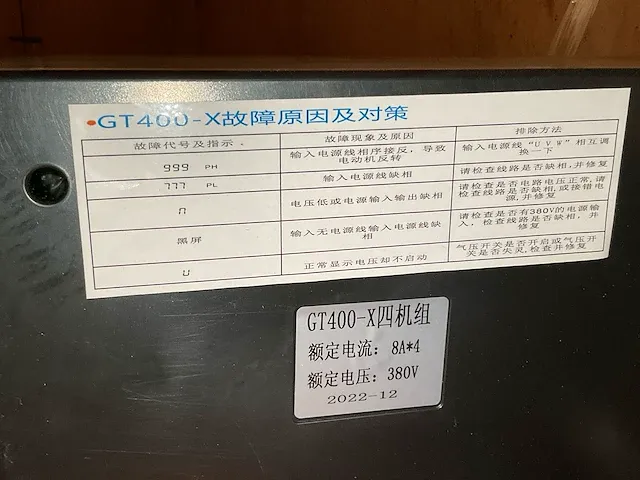 •GT400-X故障原因及对策
故障代号及指示.
故障现象及原因
排除方法
999 PH
输入电源线相序接反,导致
电动机反转
输入电源线“U V W”相互调
换一下
777 PL
输入电源线缺相
请检查线路是否缺相,并修复
电压低或电源输入输出缺相
请检查是否电路电压正常,请
检查线路是否缺相,或接错电
源,并修复
黑屏
输入无电源线输入电源线缺
相
请检查是否有380V的电源输
入,检查线路是否缺相,并
修复
U
正常显示电压却不启动
气压开关是否开启或气压开
关是否失灵,检查并修复
GT400-X四机组
额定电流: 8A*4
额定电压: 380V
2022-12